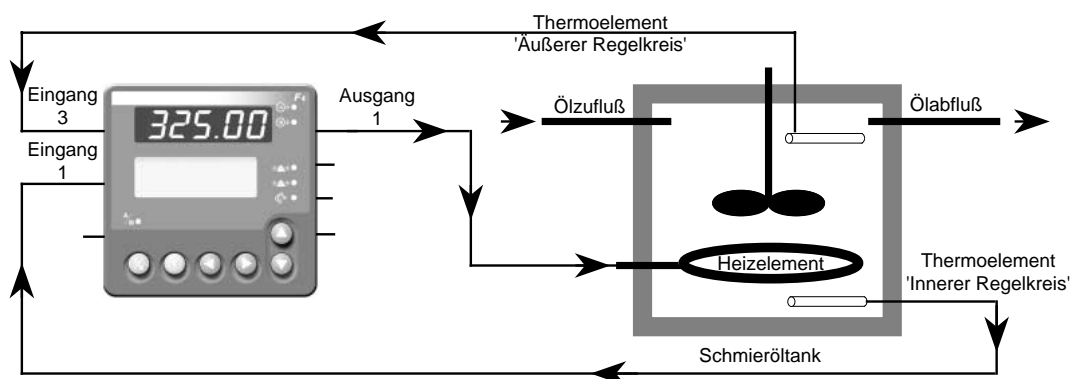 Thermoelement
'Äußerer Regelkreis'
Eingang
3
Ausgang
1
325.00
Ölzufluß
Ölabfluß
Eingang
1
Heizelement
Thermoelement
'Innerer Regelkreis'
Schmieröltank